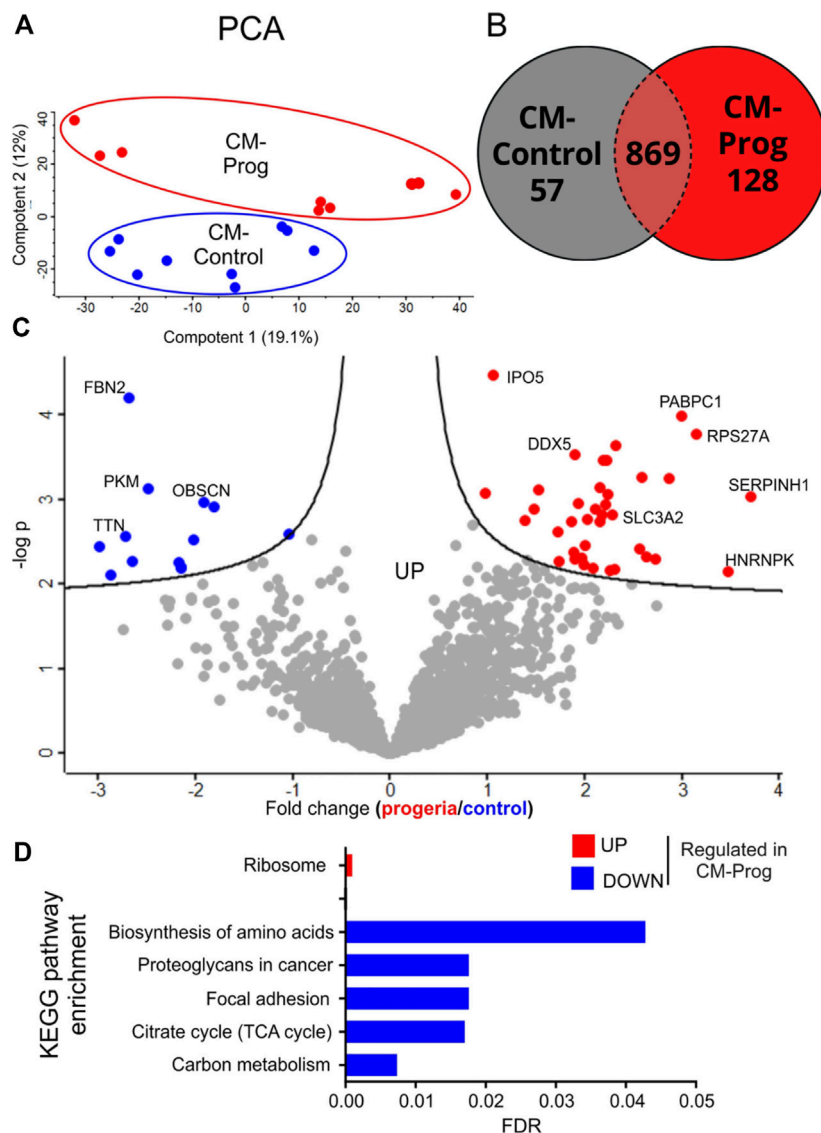 A
PCA
Compotent 2 (12%)
40
20
0
-20
CM-
Prog
CM-
Control
-30
-20
-10
0
10
20
30
40
Compotent 1 (19.1%)
B
CM-
Control
57
869
CM-
Prog
128
C
-log p
4
3
2
1
0
FBN2
PKM
OBSCN
TTN
UP
IPO5
PABPC1
DDX5
RPS27A
SERPINH1
SLC3A2
HNRNPK
-3
-2
-1
0
1
2
3
4
Fold change (progeria/control)
D
UP
DOWN
Regulated in
CM-Prog
KEGG pathway
enrichment
Ribosome
Biosynthesis of amino acids
Proteoglycans in cancer
Focal adhesion
Citrate cycle (TCA cycle)
Carbon metabolism
0.00
0.01
0.02
0.03
0.04
0.05
FDR